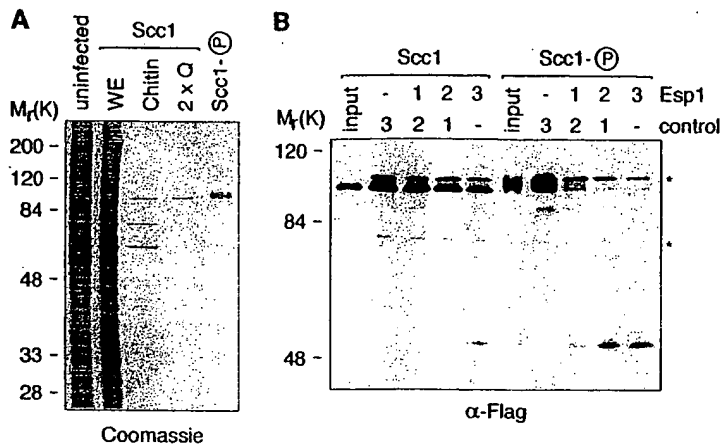 A
Scc1
uninfected
WE
Chitin
2 x Q
Scc1-Ⓟ
Mr(K)
200 -
120 -
84 -
48 -
33 -
28 -
Coomassie
B
Scc1 Scc1-Ⓟ
input - 1 2 3 input - 1 2 3 Esp1
3 2 1 - 3 2 1 - control
Mr(K)
120 -
84 -
48 -
*
*
α-Flag